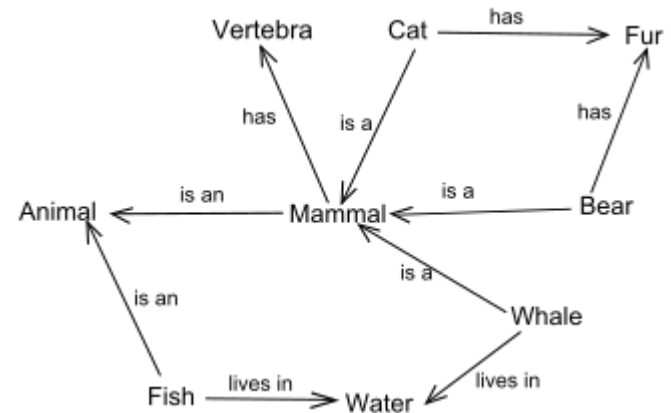 Vertebra
Cat
has
Fur
has
is a
has
is an
Animal
Mammal
is a
Bear
is a
is an
Whale
Fish
lives in
Water
lives in